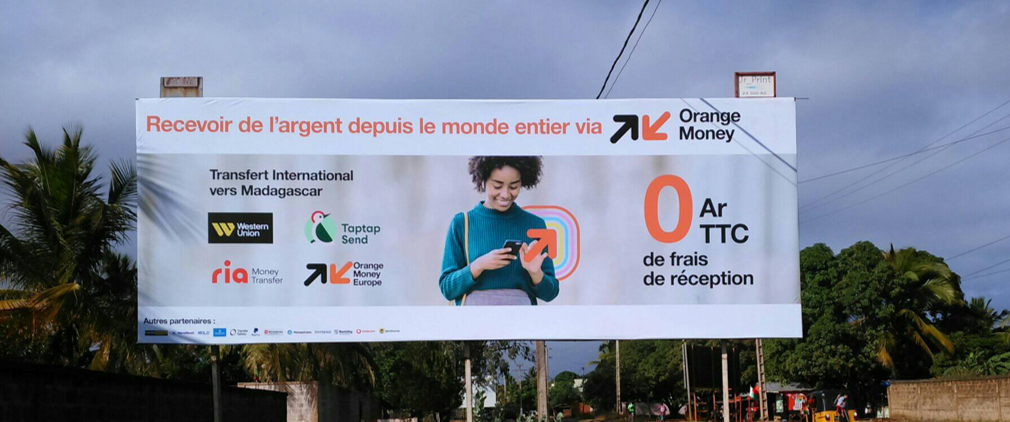 Jr_Print
Recevoir de l'argent depuis le monde entier via
Orange
Money
Transfert International
vers Madagascar
Western
Union
Taptap
Send
ria Money
Transfer
Orange
Money
Europe
0 Ar
TTC
de frais
de réception
Autres partenaires :